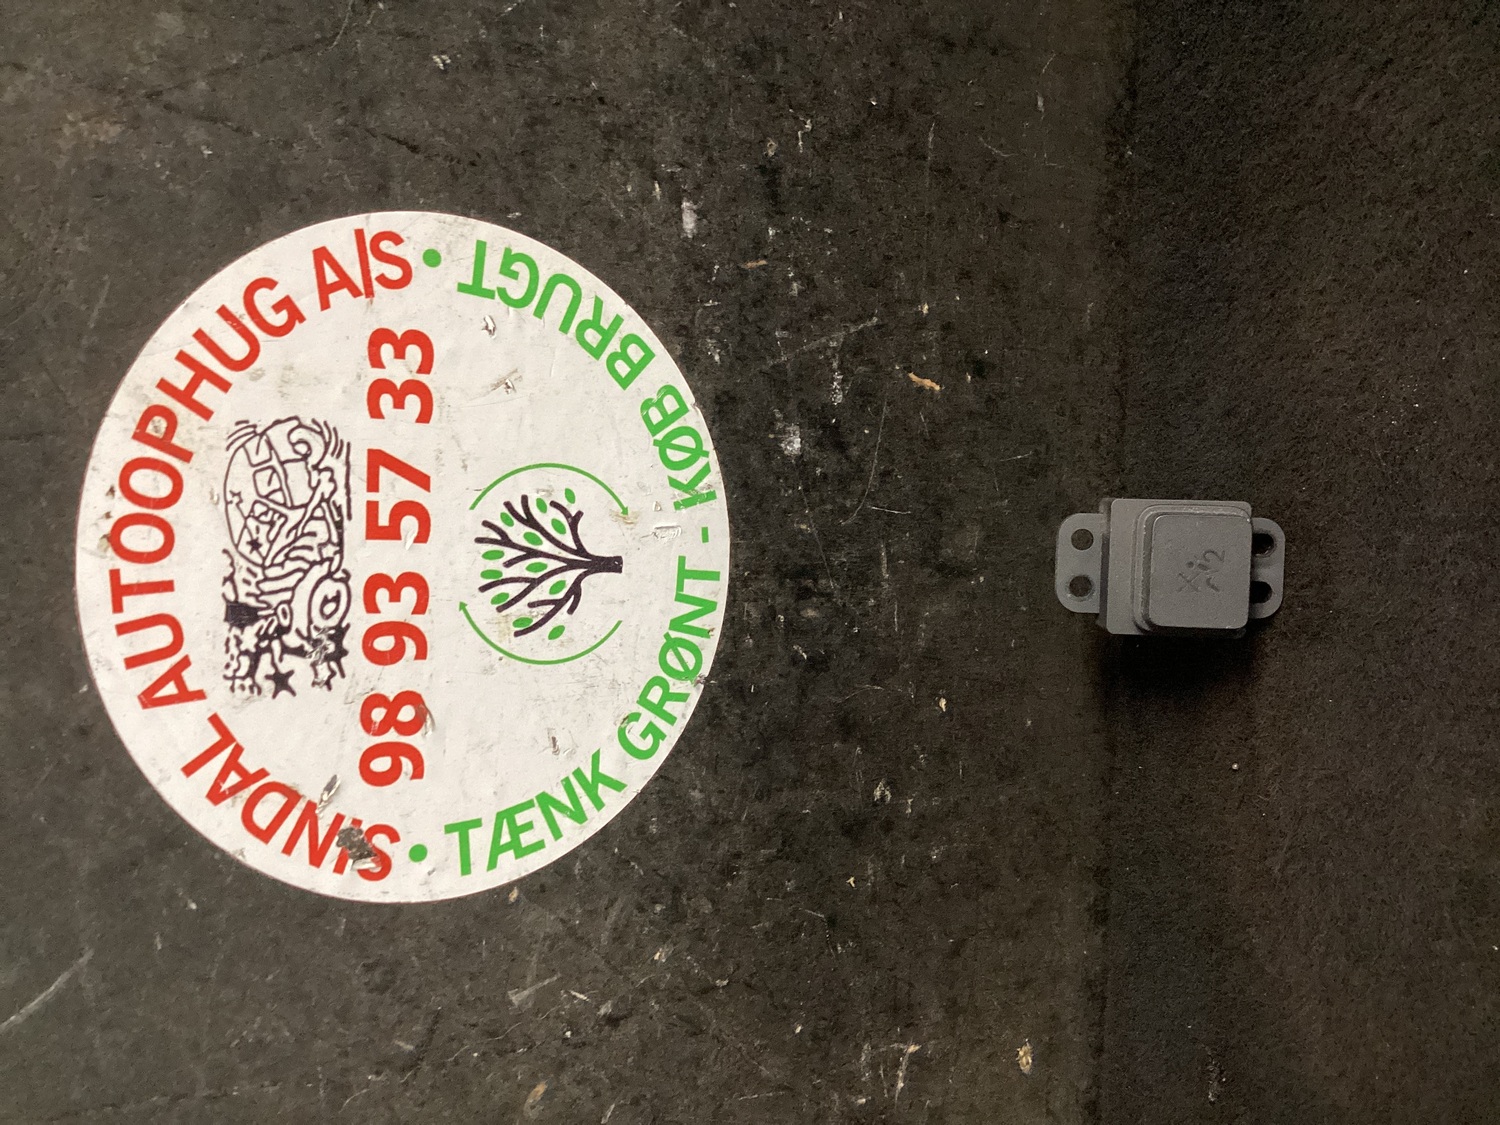 SINDAL AUTOOPHUG A/S
98 93 57 33
TÆNK GRØNT - KØB BRUGT